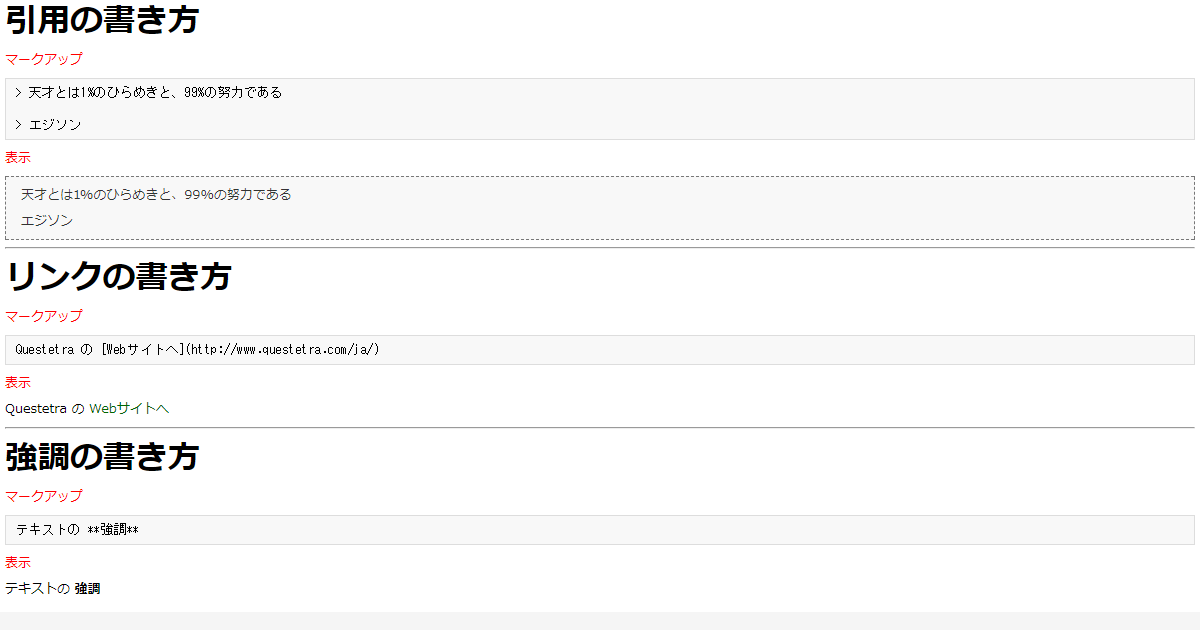 引用の書き方
マークアップ
> 天才とは1%のひらめきと、99%の努力である
> エジソン
表示
天才とは1%のひらめきと、99%の努力である
エジソン
リンクの書き方
マークアップ
Questetra の [Webサイトへ](http://www.questetra.com/ja/)
表示
Questetra の Webサイトへ
強調の書き方
マークアップ
テキストの **強調**
表示
テキストの 強調